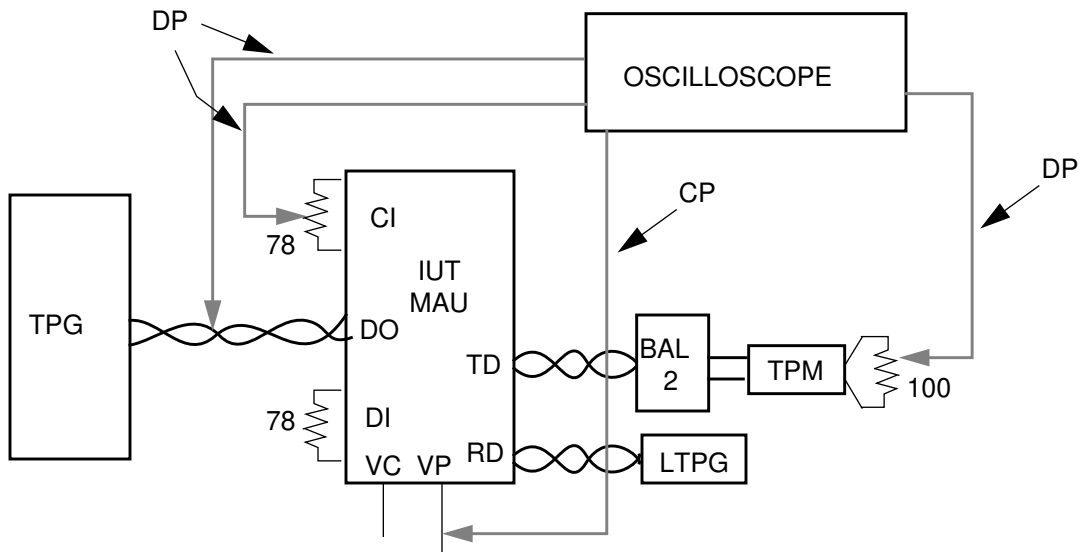 DP
OSCILLOSCOPE
DP
CP
CI
78
IUT
MAU
TPG
DO
TD
BAL
2
TPM
100
78
DI
RD
LTPG
VC VP